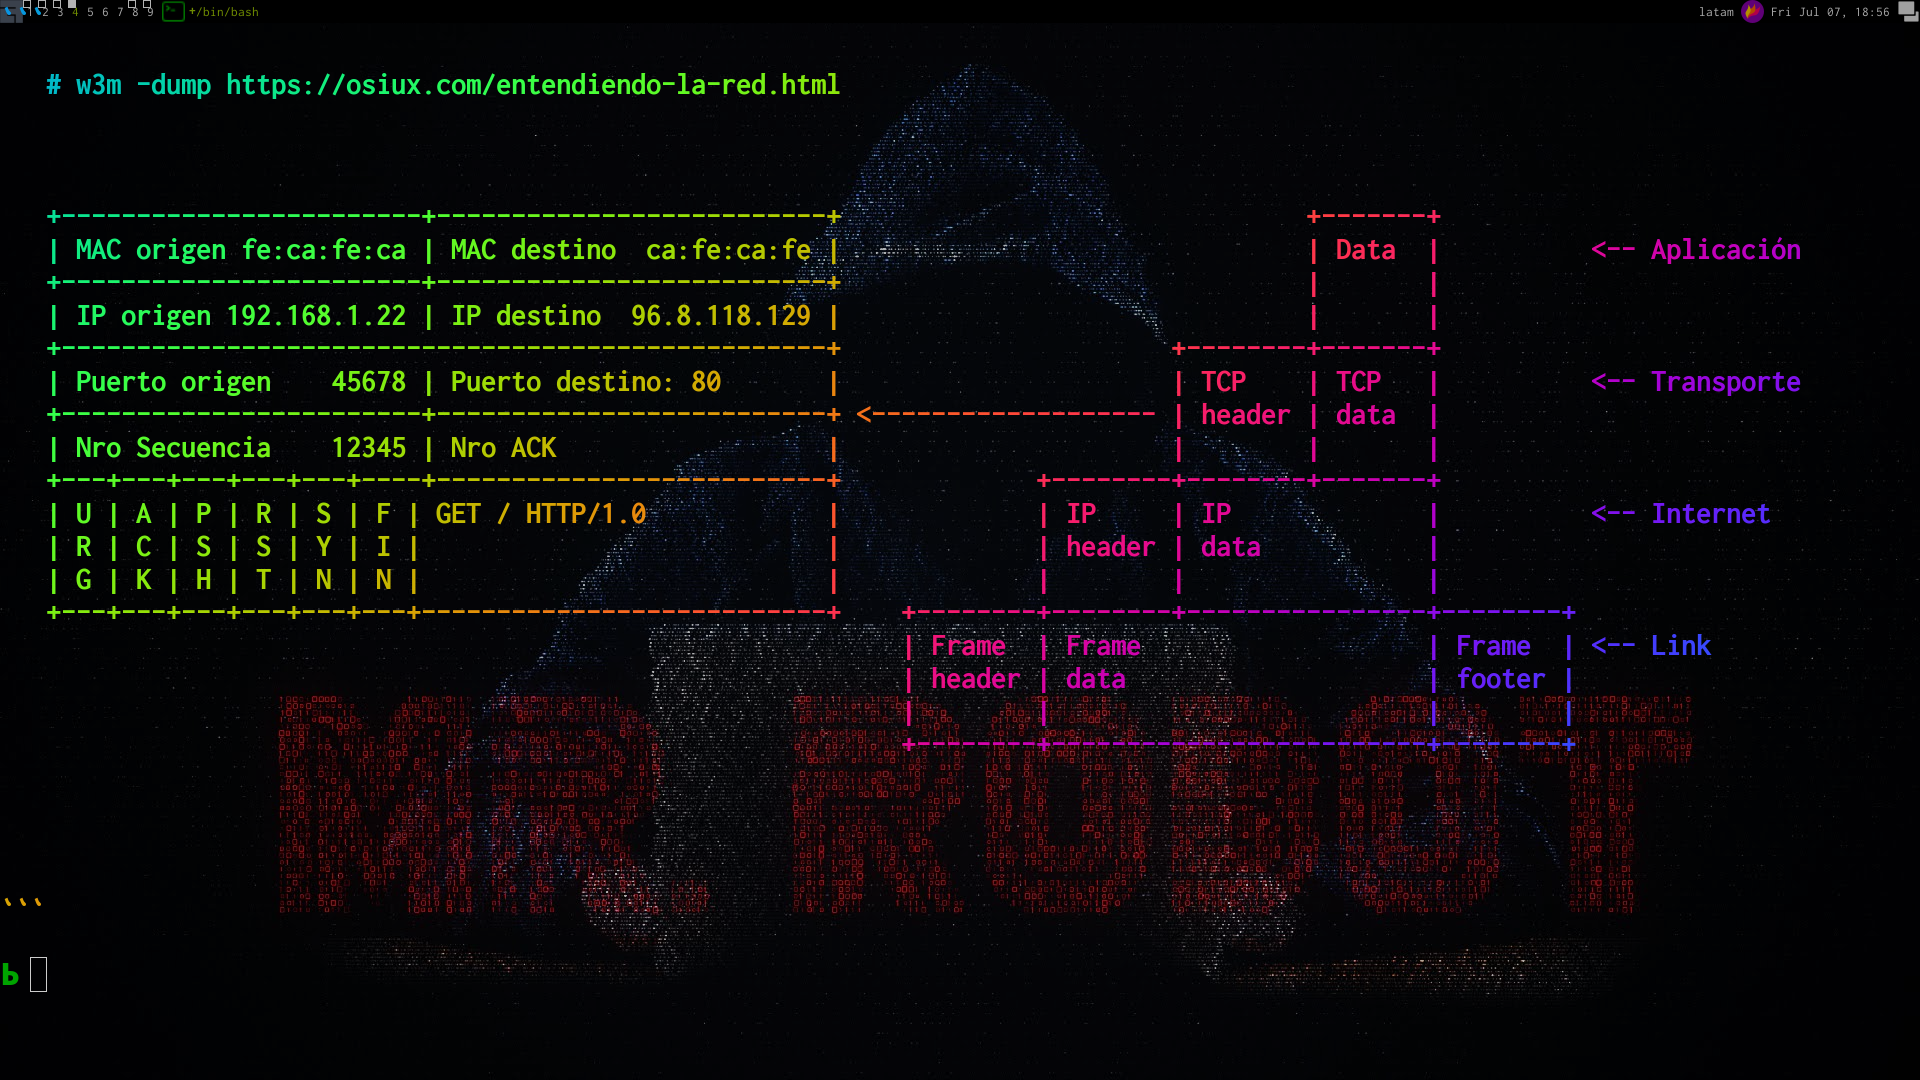 1 2 3 4 5 6 7 8 9 +/bin/bash latam Fri Jul 07, 18:56
# w3m -dump https://osiux.com/entendiendo-la-red.html
+------------------------+--------------------------+ +-------+
| MAC origen fe:ca:fe:ca | MAC destino  ca:fe:ca:fe | | Data  | <-- Aplicación
+------------------------+--------------------------+ |       |
| IP origen 192.168.1.22 | IP destino  96.8.118.129 | |       |
+---------------------------------------------------+ +--------+-------+
| Puerto origen    45678 | Puerto destino: 80       | | TCP    | TCP   | <-- Transporte
+------------------------+--------------------------+ <------------------- | header | data  |
| Nro Secuencia    12345 | Nro ACK                  | |        |       |
+---+---+---+---+---+----+--------------------------+ +--------+--------+-------+
| U | A | P | R | S | F | GET / HTTP/1.0            | | IP     | IP             | <-- Internet
| R | C | S | S | Y | I |                           | | header | data           |
| G | K | H | T | N | N |                           | |        |                |
+---+---+---+---+---+---+---------------------------+ +--------+--------+----------------+--------+
| Frame  | Frame                   | Frame  | <-- Link
| header | data                    | footer |
|        |                         |        |
+--------+-------------------------+--------+
MR ROBOT
```
b